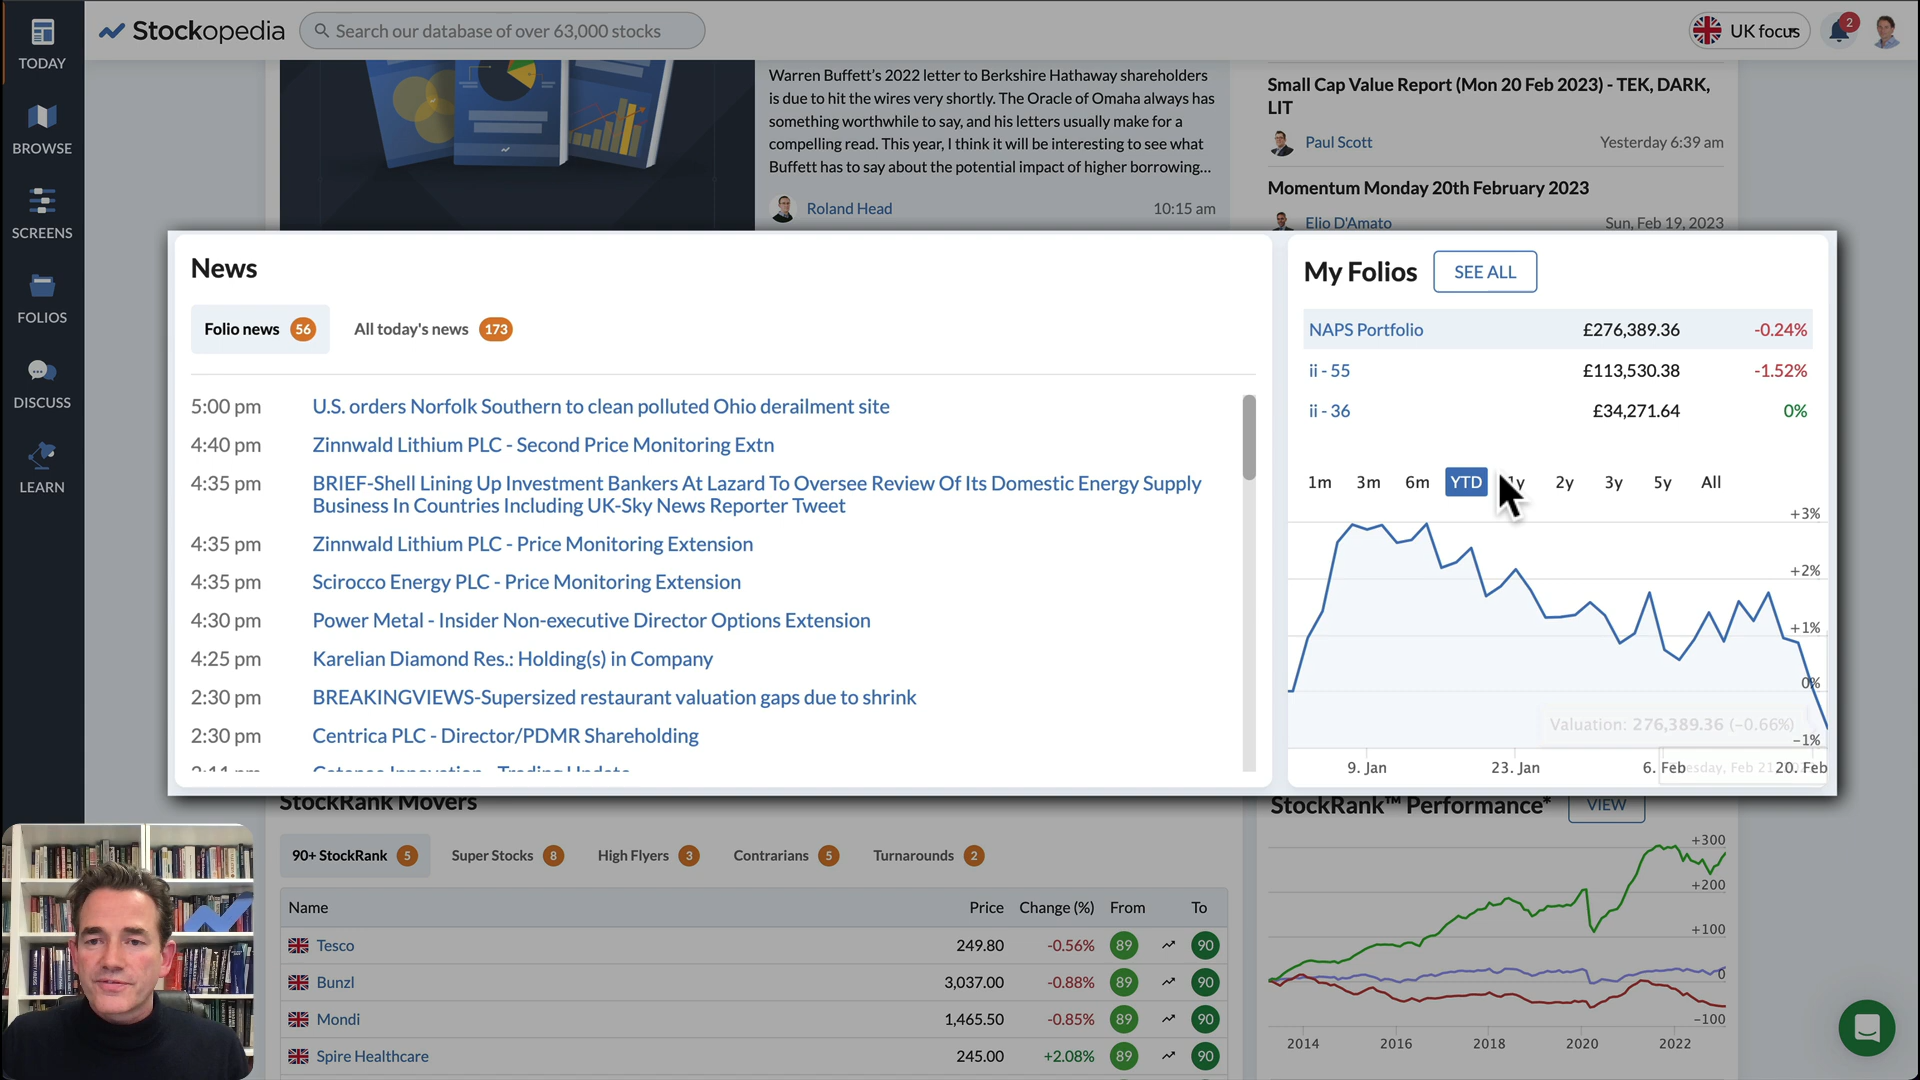 TODAY
BROWSE
SCREENS
FOLIOS
DISCUSS
LEARN
Stockopedia
Search our database of over 63,000 stocks
UK focus
2
Warren Buffett's 2022 letter to Berkshire Hathaway shareholders
is due to hit the wires very shortly. The Oracle of Omaha always has
something worthwhile to say, and his letters usually make for a
compelling read. This year, I think it will be interesting to see what
Buffett has to say about the potential impact of higher borrowing...
Roland Head 10:15 am
Small Cap Value Report (Mon 20 Feb 2023) - TEK, DARK,
LIT
Paul Scott Yesterday 6:39 am
Momentum Monday 20th February 2023
Elio D'Amato Sun, Feb 19, 2023
News
Folio news 56 All today's news 173
5:00 pm U.S. orders Norfolk Southern to clean polluted Ohio derailment site
4:40 pm Zinnwald Lithium PLC - Second Price Monitoring Extn
4:35 pm BRIEF-Shell Lining Up Investment Bankers At Lazard To Oversee Review Of Its Domestic Energy Supply
Business In Countries Including UK-Sky News Reporter Tweet
4:35 pm Zinnwald Lithium PLC - Price Monitoring Extension
4:35 pm Scirocco Energy PLC - Price Monitoring Extension
4:30 pm Power Metal - Insider Non-executive Director Options Extension
4:25 pm Karelian Diamond Res.: Holding(s) in Company
2:30 pm BREAKINGVIEWS-Supersized restaurant valuation gaps due to shrink
2:30 pm Centrica PLC - Director/PDMR Shareholding
My Folios SEE ALL
NAPS Portfolio £276,389.36 -0.24%
ii - 55 £113,530.38 -1.52%
ii - 36 £34,271.64 0%
1m 3m 6m YTD 1y 2y 3y 5y All
+3%
+2%
+1%
0%
Valuation: 276,389.36 (−0.66%)
−1%
9. Jan 23. Jan 6. Feb 20. Feb
StockRank Movers
90+ StockRank 5 Super Stocks 8 High Flyers 3 Contrarians 5 Turnarounds 2
Name Price Change (%) From To
Tesco 249.80 -0.56% 89 90
Bunzl 3,037.00 -0.88% 89 90
Mondi 1,465.50 -0.85% 89 90
Spire Healthcare 245.00 +2.08% 89 90
StockRank™ Performance* VIEW
+300
+200
+100
0
−100
2014 2016 2018 2020 2022